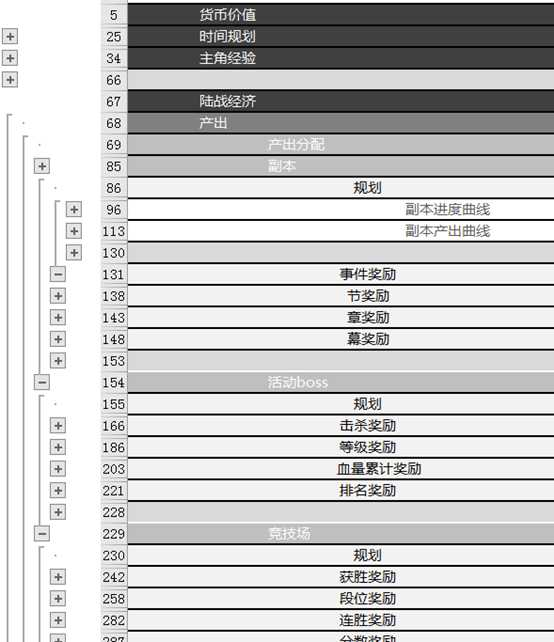 5 货币价值
25 时间规划
34 主角经验
66
67 陆战经济
68 产出
69 产出分配
85 副本
86 规划
96 副本进度曲线
113 副本产出曲线
130
131 事件奖励
138 节奖励
143 章奖励
148 幕奖励
153
154 活动boss
155 规划
166 击杀奖励
186 等级奖励
203 血量累计奖励
221 排名奖励
228
229 竞技场
230 规划
242 获胜奖励
258 段位奖励
282 连胜奖励
287 分数奖励